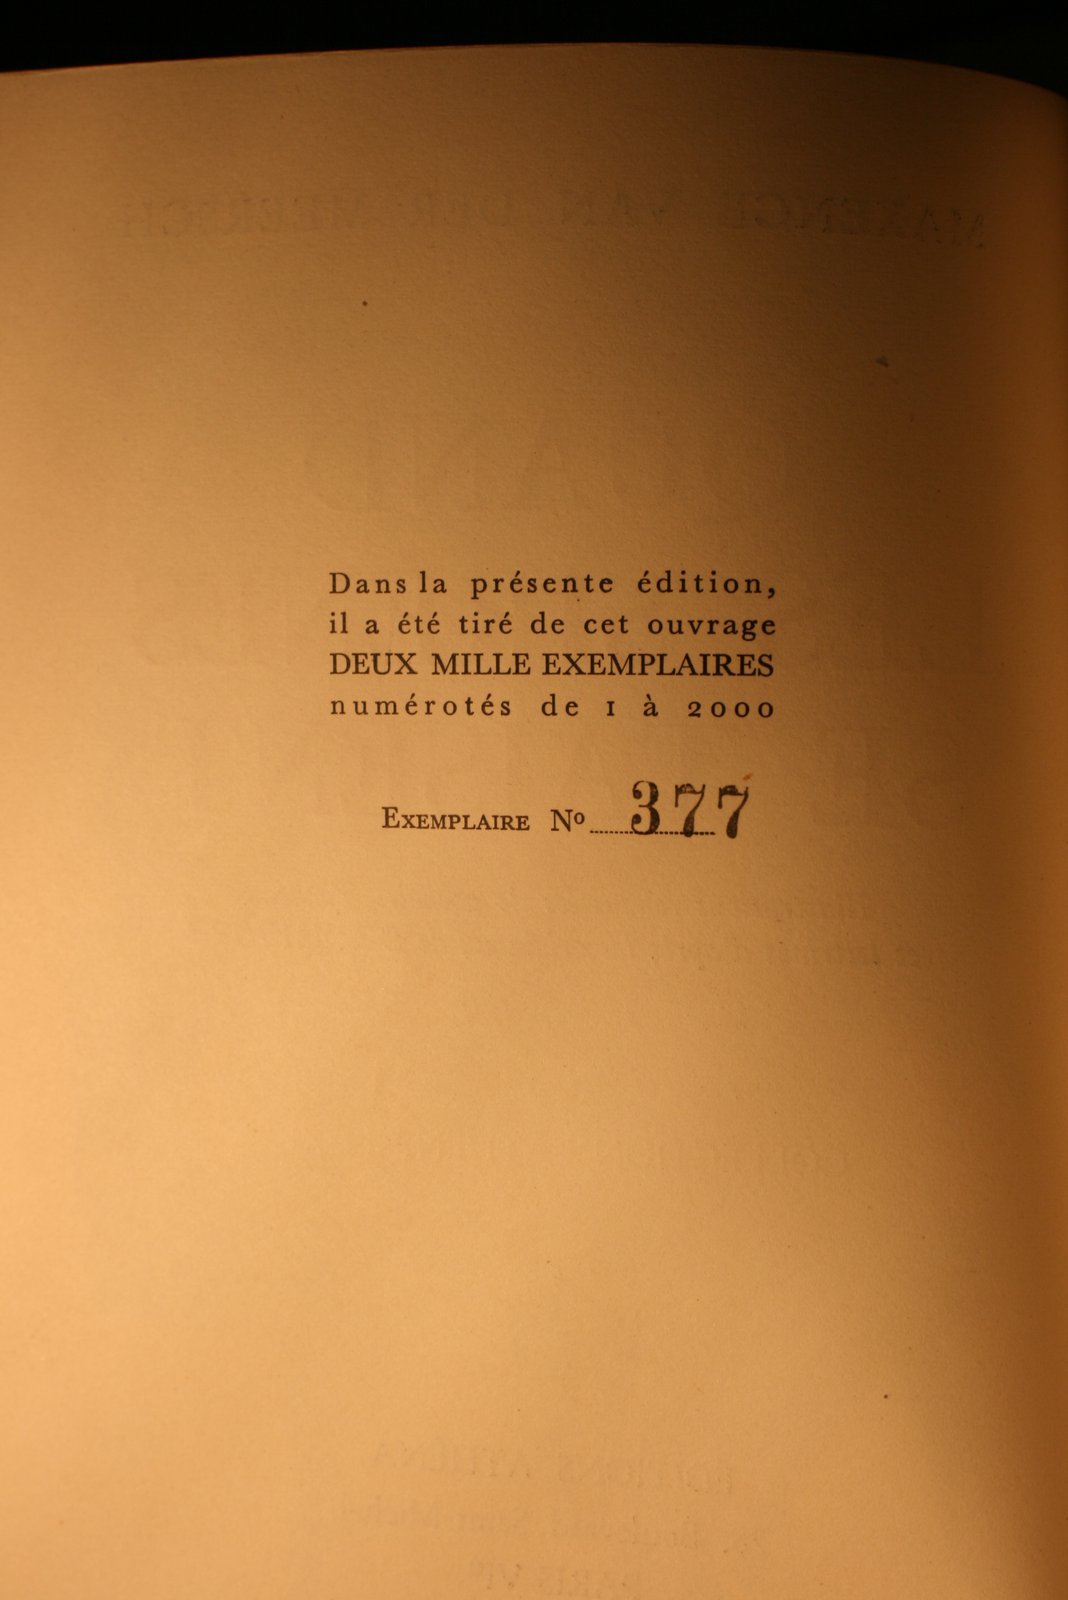 Dans la présente édition,
il a été tiré de cet ouvrage
DEUX MILLE EXEMPLAIRES
numérotés de 1 à 2000
EXEMPLAIRE Nº 377